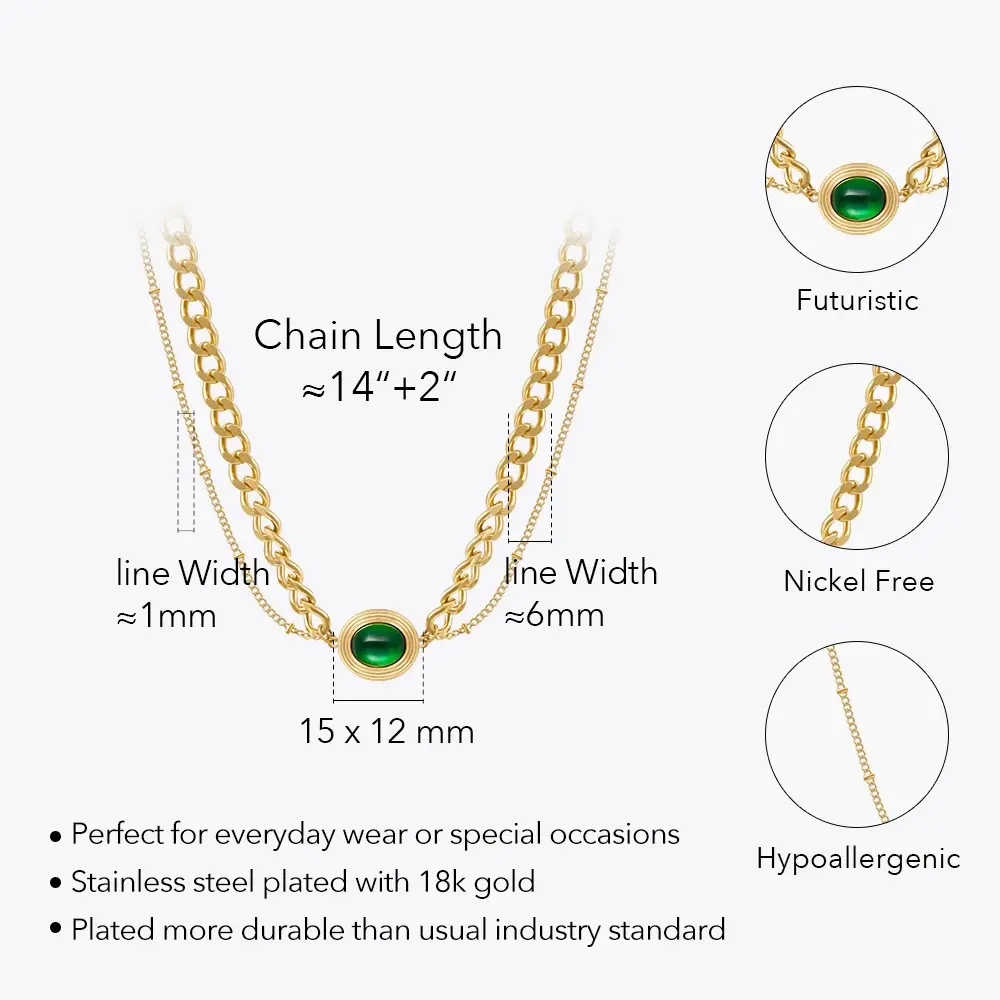 Chain Length
≈14“+2“
line Width
≈1mm
line Width
≈6mm
15 x 12 mm
Futuristic
Nickel Free
Hypoallergenic
• Perfect for everyday wear or special occasions
• Stainless steel plated with 18k gold
• Plated more durable than usual industry standard